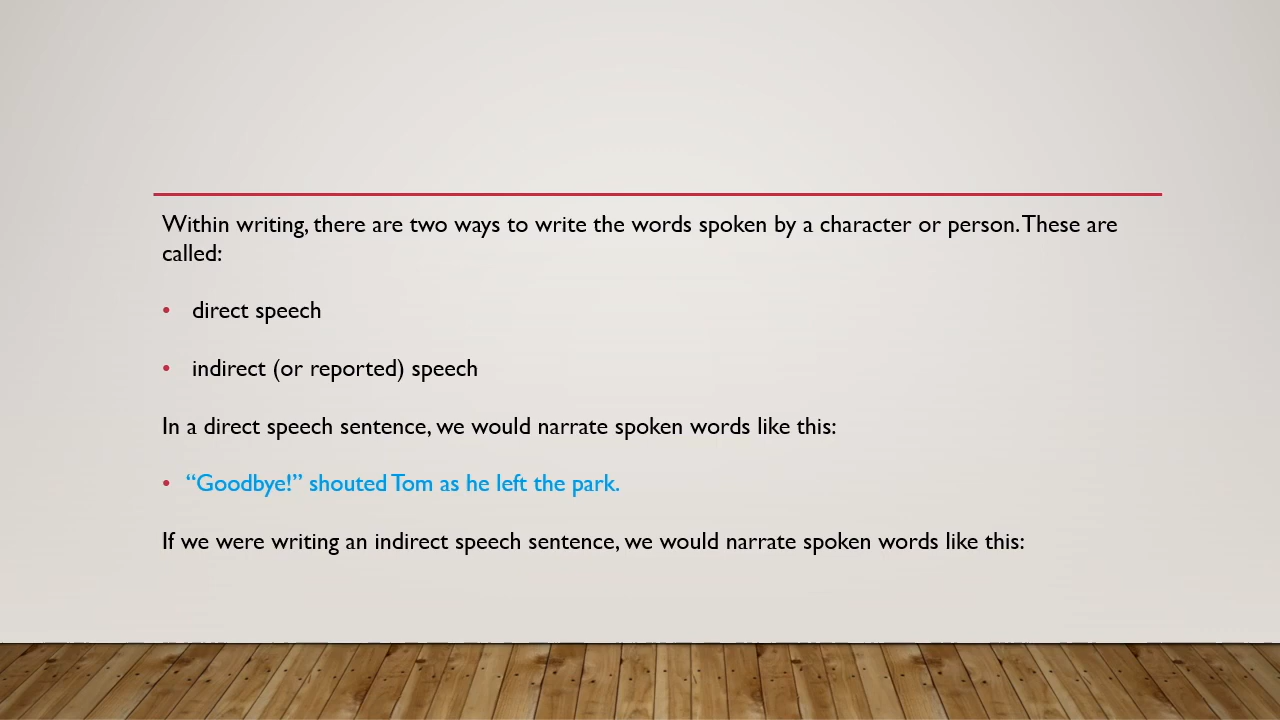 Within writing, there are two ways to write the words spoken by a character or person. These are
called:
• direct speech
• indirect (or reported) speech
In a direct speech sentence, we would narrate spoken words like this:
• “Goodbye!” shouted Tom as he left the park.
If we were writing an indirect speech sentence, we would narrate spoken words like this: